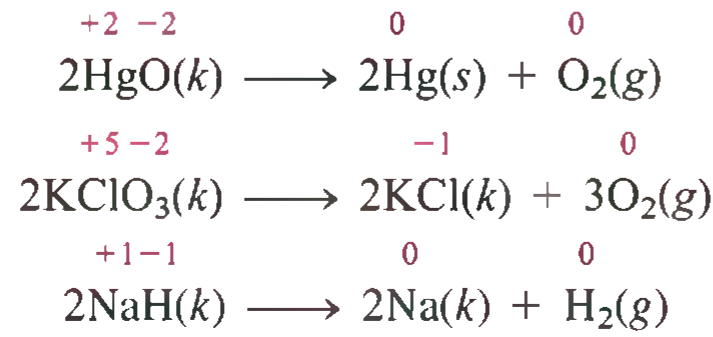 +2 −2 0 0
2HgO(k) ⟶ 2Hg(s) + O₂(g)
+5 −2 −1 0
2KClO₃(k) ⟶ 2KCl(k) + 3O₂(g)
+1−1 0 0
2NaH(k) ⟶ 2Na(k) + H₂(g)